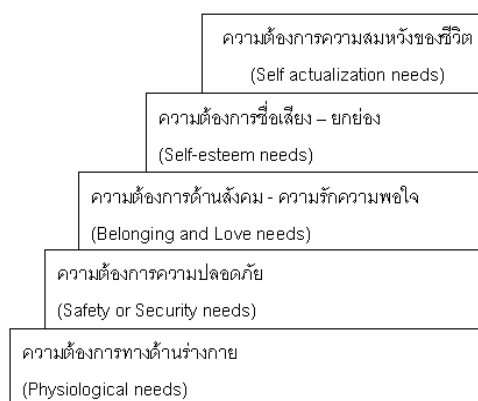 ความต้องการความสมหวังของชีวิต
(Self actualization needs)
ความต้องการชื่อเสียง – ยกย่อง
(Self-esteem needs)
ความต้องการด้านสังคม - ความรักความพอใจ
(Belonging and Love needs)
ความต้องการความปลอดภัย
(Safety or Security needs)
ความต้องการทางด้านร่างกาย
(Physiological needs)